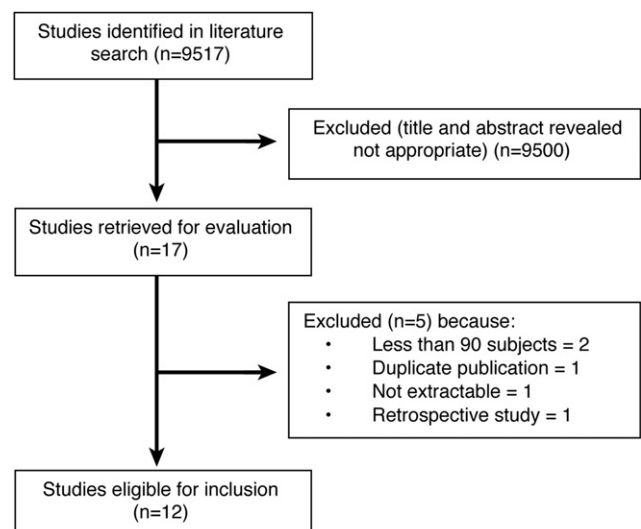 Studies identified in literature
search (n=9517)
Excluded (title and abstract revealed
not appropriate) (n=9500)
Studies retrieved for evaluation
(n=17)
Excluded (n=5) because:
• Less than 90 subjects = 2
• Duplicate publication = 1
• Not extractable = 1
• Retrospective study = 1
Studies eligible for inclusion
(n=12)